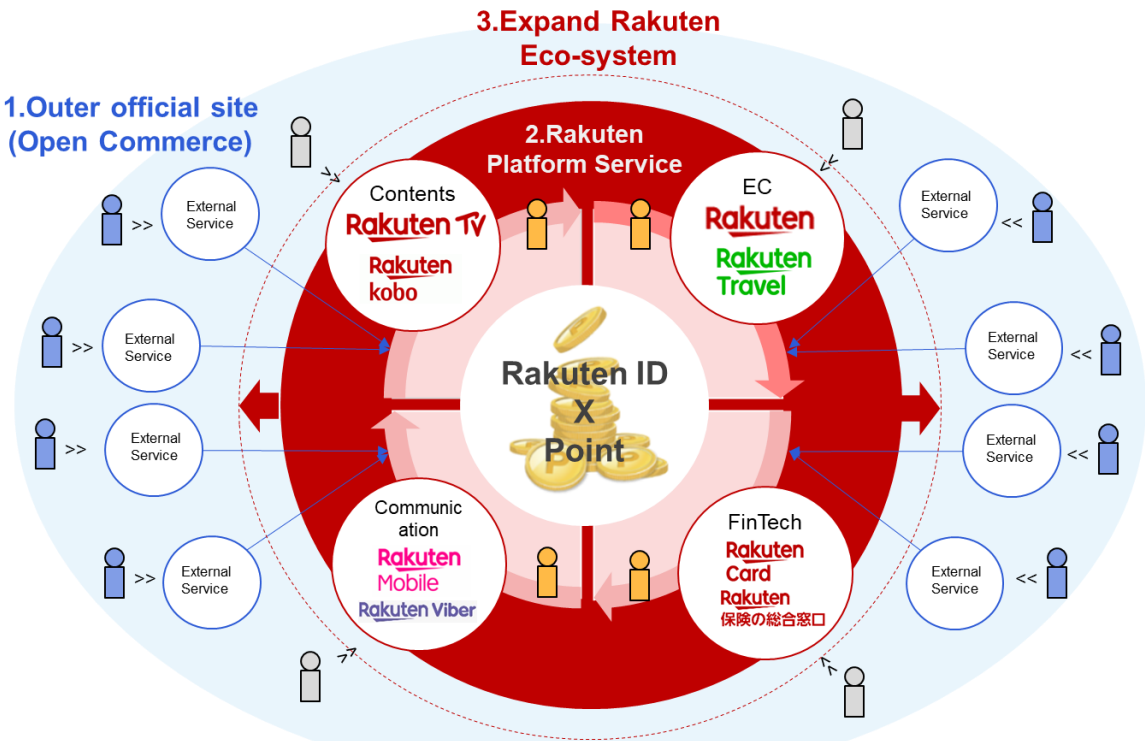 3.Expand Rakuten
Eco-system
1.Outer official site
(Open Commerce)
2.Rakuten
Platform Service
Contents
Rakuten TV
Rakuten
kobo
EC
Rakuten
Rakuten
Travel
External
Service
>>
External
Service
<<
External
Service
>>
External
Service
<<
Rakuten ID
X
Point
External
Service
>>
External
Service
<<
External
Service
>>
External
Service
<<
Communic
ation
Rakuten
Mobile
Rakuten Viber
FinTech
Rakuten
Card
Rakuten
保険の総合窓口
>>
>>
<<
<<